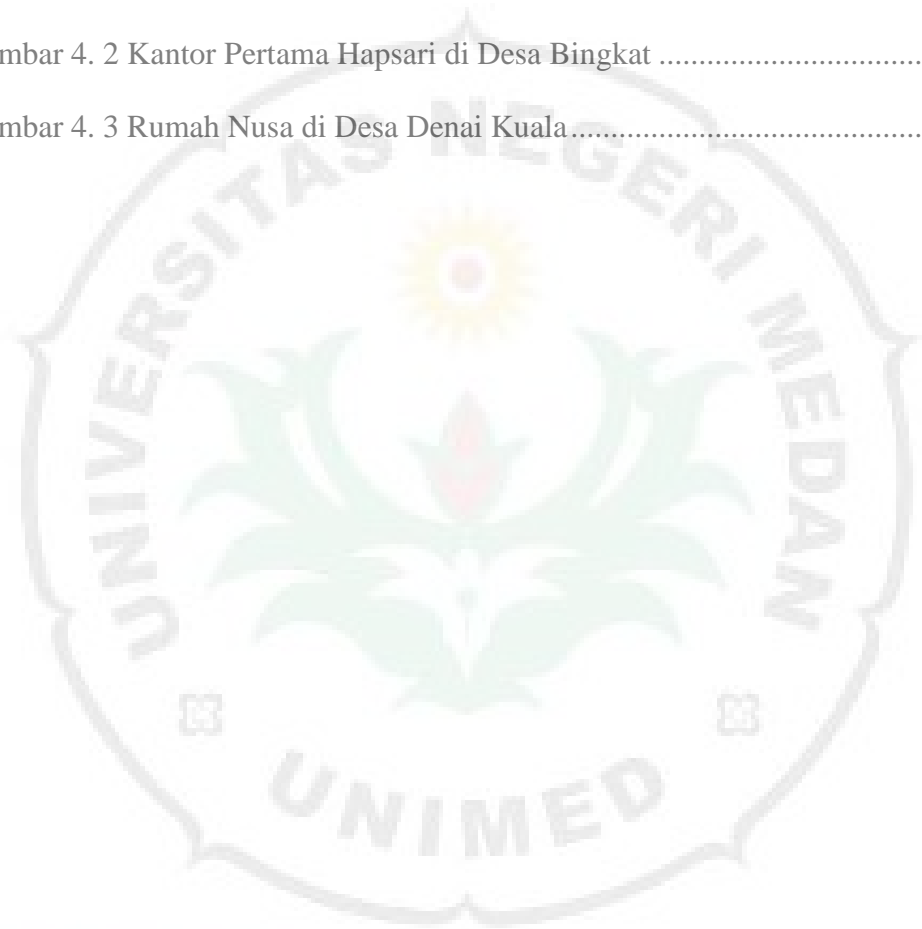 mbar 4. 2 Kantor Pertama Hapsari di Desa Bingkat ................................
mbar 4. 3 Rumah Nusa di Desa Denai Kuala...........................................
UNIVERSITAS NEGERI MEDAN
UNIMED